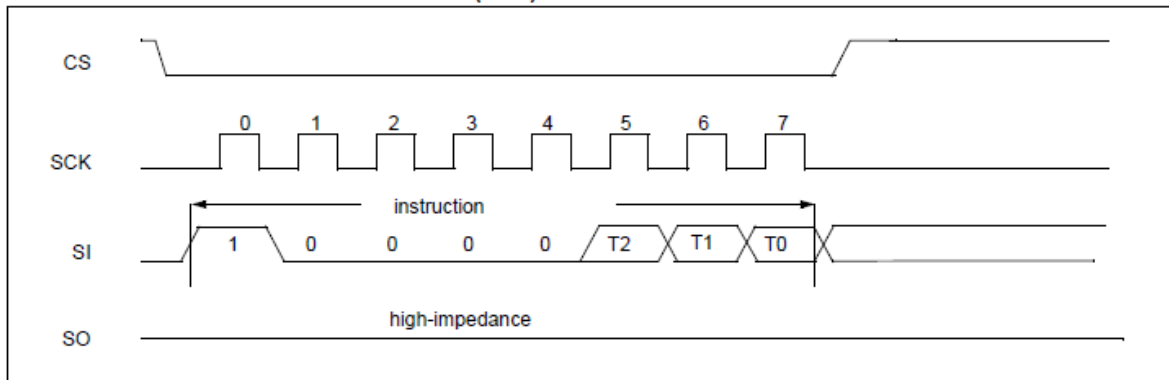 CS
0 1 2 3 4 5 6 7
SCK
instruction
SI 1 0 0 0 0 T2 T1 T0
high-impedance
SO